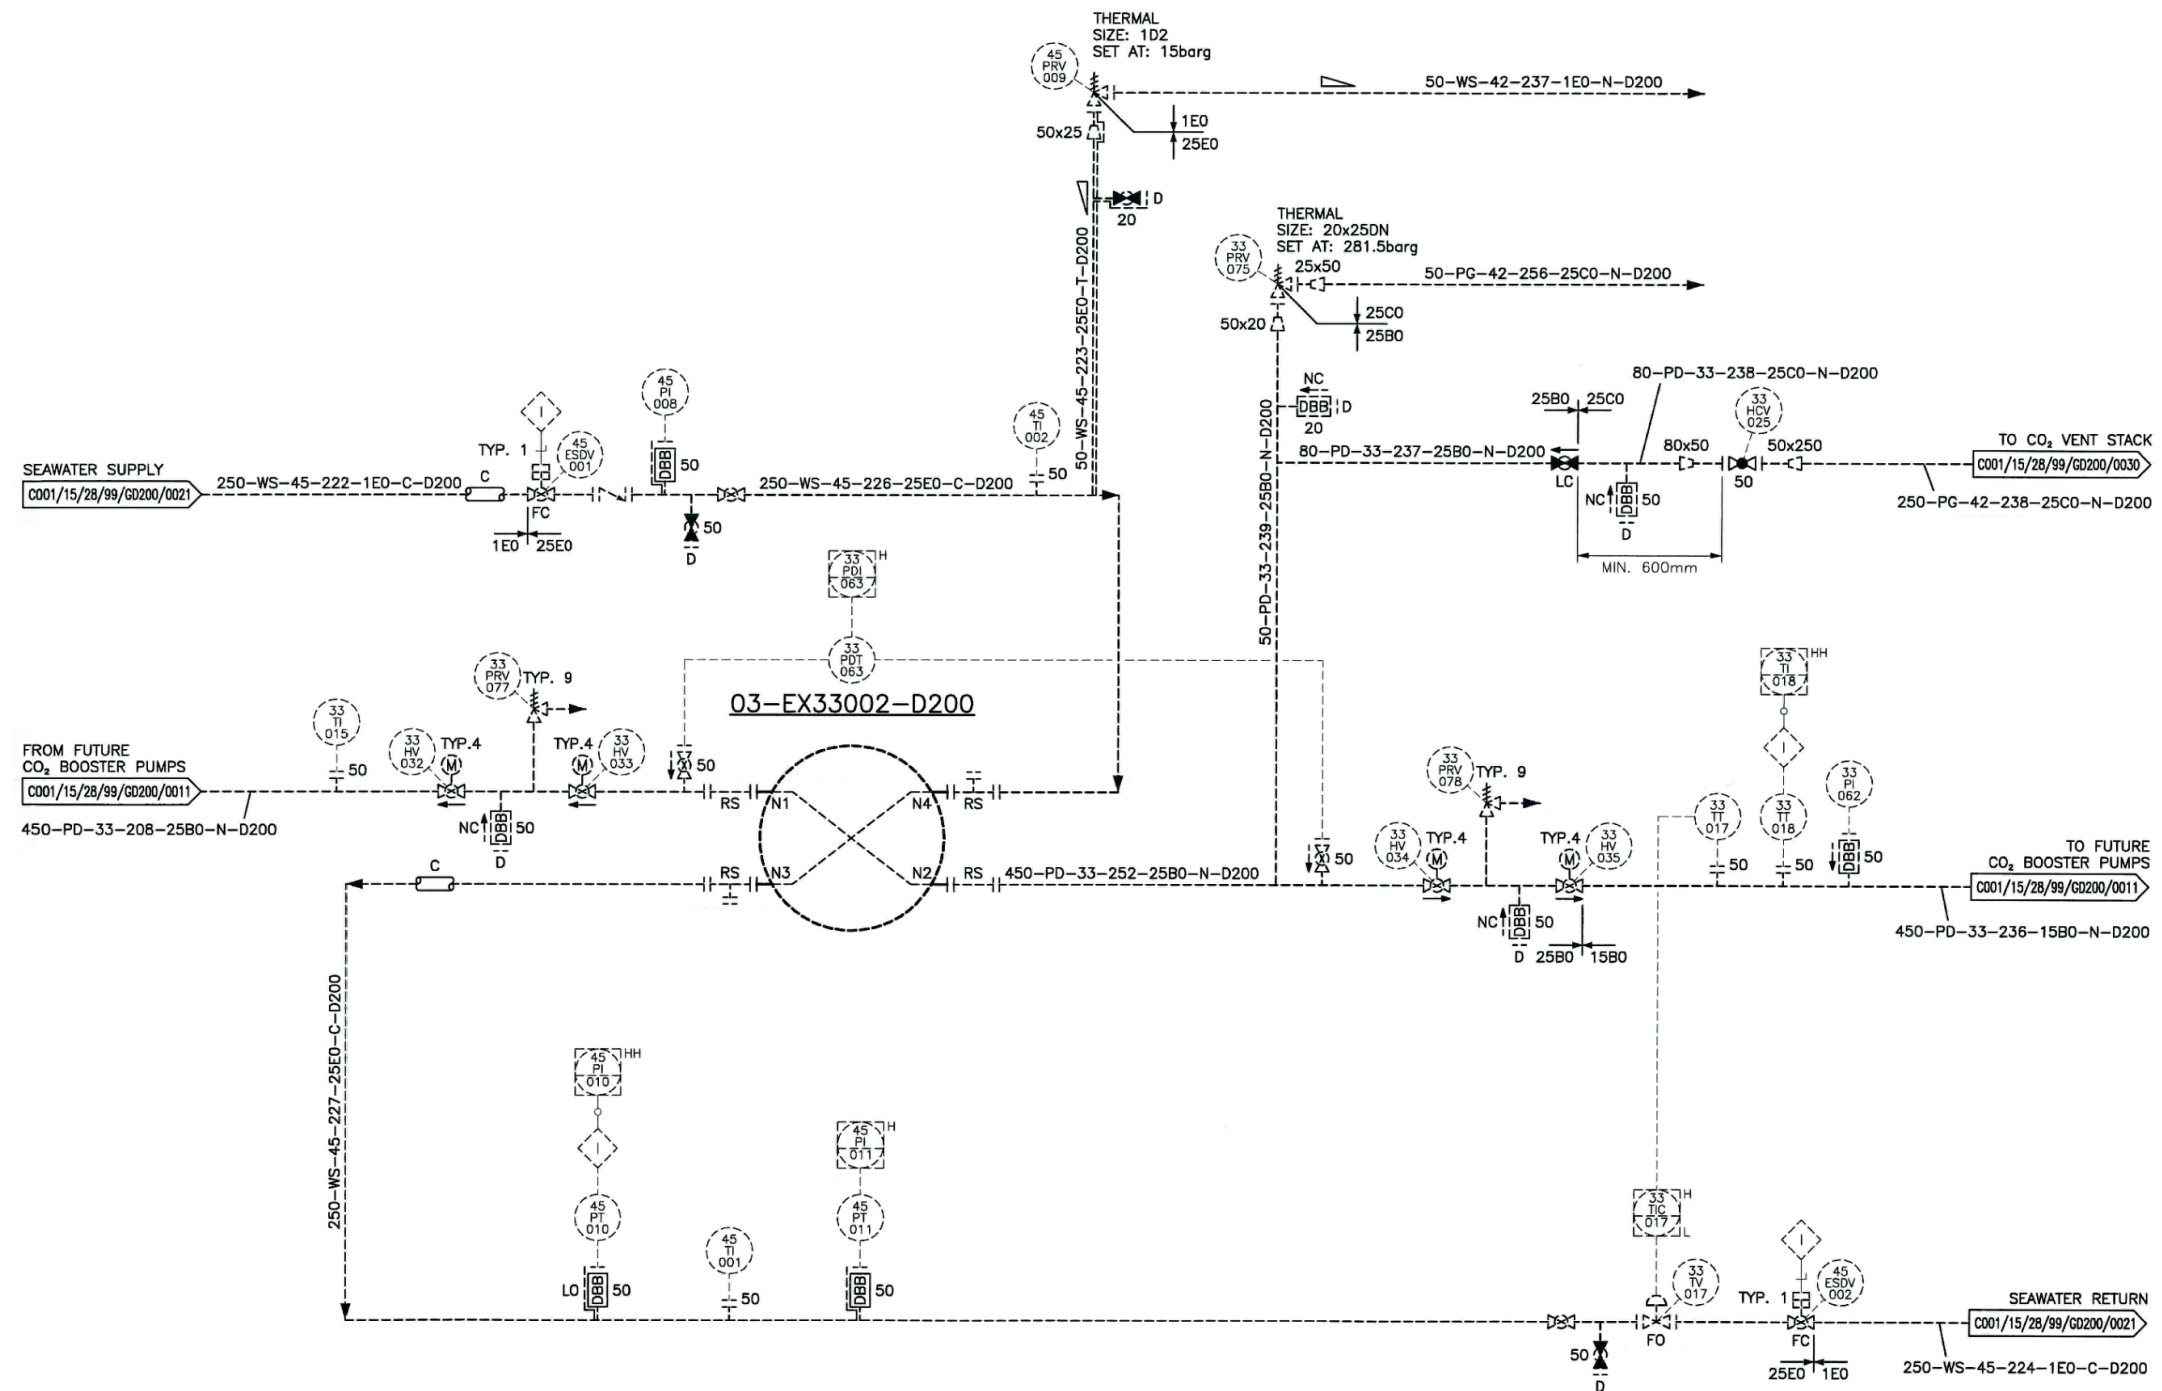 THERMAL
SIZE: 1D2
SET AT: 15barg
45
PRV
009
50-WS-42-237-1E0-N-D200
50x25
1E0
25E0
D
20
50-WS-45-223-25E0-T-D200
THERMAL
SIZE: 20x25DN
SET AT: 281.5barg
33
PRV
075
25x50
50-PG-42-256-25C0-N-D200
50x20
25C0
25B0
NC
DBB
D
20
50-PD-33-239-25B0-N-D200
80-PD-33-237-25B0-N-D200
25B0
25C0
80-PD-33-238-25C0-N-D200
33
HCV
025
80x50
50x250
LC
50
NC
DBB
50
D
MIN. 600mm
TO CO₂ VENT STACK
C001/15/28/99/GD200/0030
250-PG-42-238-25C0-N-D200
SEAWATER SUPPLY
C001/15/28/99/GD200/0021
250-WS-45-222-1E0-C-D200
C
I
TYP. 1
45
ESDV
001
FC
1E0
25E0
45
PI
008
DBB
50
50
D
250-WS-45-226-25E0-C-D200
45
TI
002
50
33
PDI
063
H
33
PDT
063
03-EX33002-D200
FROM FUTURE
CO₂ BOOSTER PUMPS
C001/15/28/99/GD200/0011
450-PD-33-208-25B0-N-D200
33
TI
015
50
33
HV
032
TYP.4
M
33
PRV
077
TYP. 9
NC
DBB
50
D
TYP.4
M
33
HV
033
50
RS
N1
N4
RS
C
RS
N3
N2
RS
450-PD-33-252-25B0-N-D200
50
33
HV
034
TYP.4
M
33
PRV
078
TYP. 9
NC
DBB
50
D
TYP.4
M
33
HV
035
25B0
15B0
33
TT
017
50
33
TI
018
HH
I
33
TT
018
50
33
PI
062
DBB
50
TO FUTURE
CO₂ BOOSTER PUMPS
C001/15/28/99/GD200/0011
450-PD-33-236-15B0-N-D200
250-WS-45-227-25E0-C-D200
45
PI
010
HH
I
45
PT
010
LO
DBB
50
45
TI
001
50
45
PI
011
H
45
PT
011
DBB
50
50
D
33
TIC
017
H
L
33
TV
017
FO
I
TYP. 1
45
ESDV
002
FC
25E0
1E0
SEAWATER RETURN
C001/15/28/99/GD200/0021
250-WS-45-224-1E0-C-D200